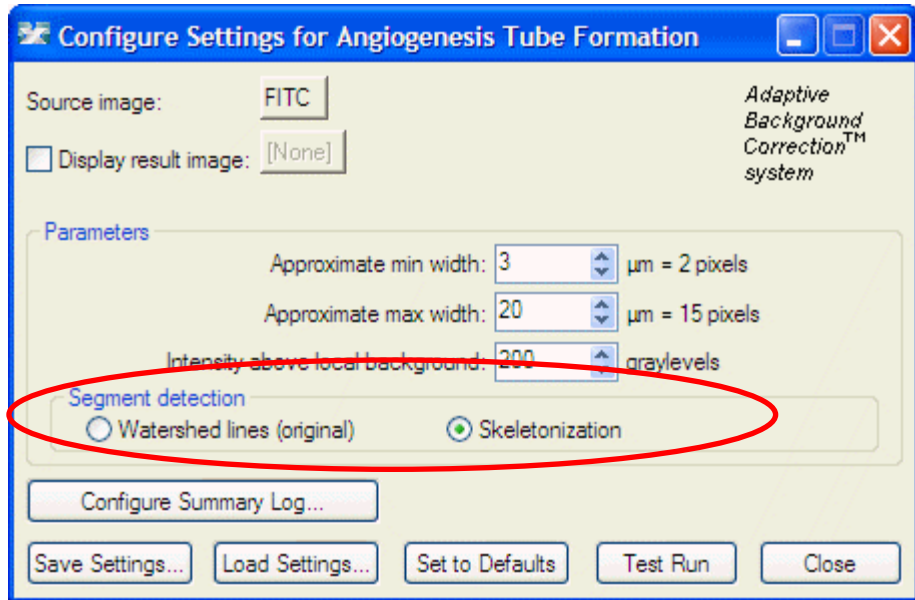 Configure Settings for Angiogenesis Tube Formation
Source image: FITC
Adaptive
Background
Correction™
system
Display result image: [None]
Parameters
Approximate min width: 3 µm = 2 pixels
Approximate max width: 20 µm = 15 pixels
Intensity above local background: 200 graylevels
Segment detection
Watershed lines (original) Skeletonization
Configure Summary Log...
Save Settings... Load Settings... Set to Defaults Test Run Close